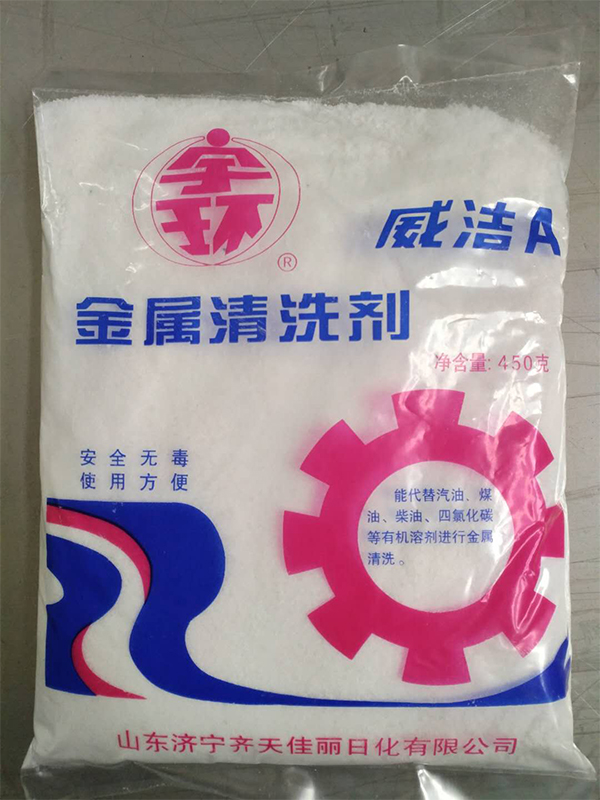 宇环
®
威洁A
金属清洗剂
净含量: 450克
安全无毒
使用方便
能代替汽油、煤
油、柴油、四氯化碳
等有机溶剂进行金属
清洗。
山东济宁齐天佳丽日化有限公司